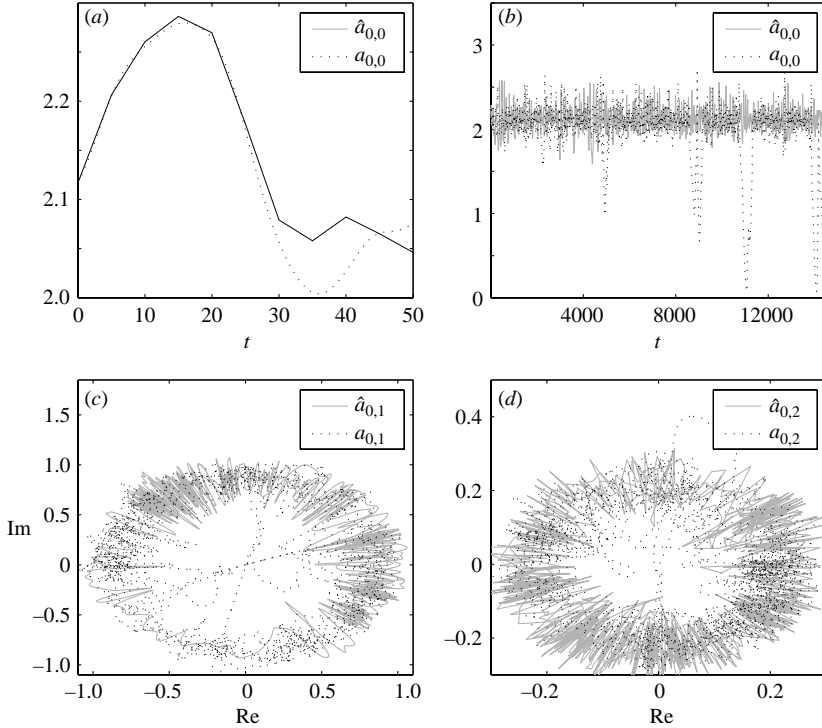 (a)
â0,0
a0,0
2.2
2.1
2.0
0 10 20 30 40 50
t
(b)
â0,0
a0,0
3
2
1
0
4000 8000 12000
t
(c)
â0,1
a0,1
1.5
1.0
0.5
Im
0
−0.5
−1.0
−1.0 −0.5 0 0.5 1.0
Re
(d)
â0,2
a0,2
0.4
0.2
0
−0.2
−0.2 0 0.2
Re